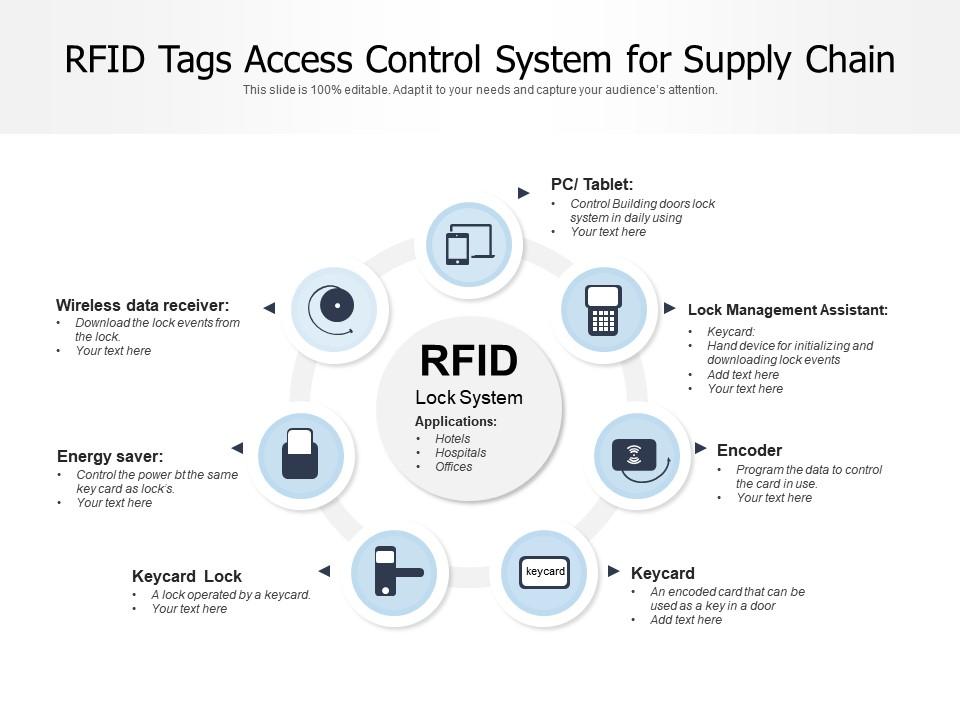 RFID Tags Access Control System for Supply Chain
This slide is 100% editable. Adapt it to your needs and capture your audience's attention.
PC/ Tablet:
• Control Building doors lock
system in daily using
• Your text here
Wireless data receiver:
• Download the lock events from
the lock.
• Your text here
Lock Management Assistant:
• Keycard:
• Hand device for initializing and
downloading lock events
• Add text here
• Your text here
RFID
Lock System
Applications:
• Hotels
• Hospitals
• Offices
Energy saver:
• Control the power bt the same
key card as lock's.
• Your text here
Encoder
• Program the data to control
the card in use.
• Your text here
Keycard Lock
• A lock operated by a keycard.
• Your text here
keycard
Keycard
• An encoded card that can be
used as a key in a door
• Add text here